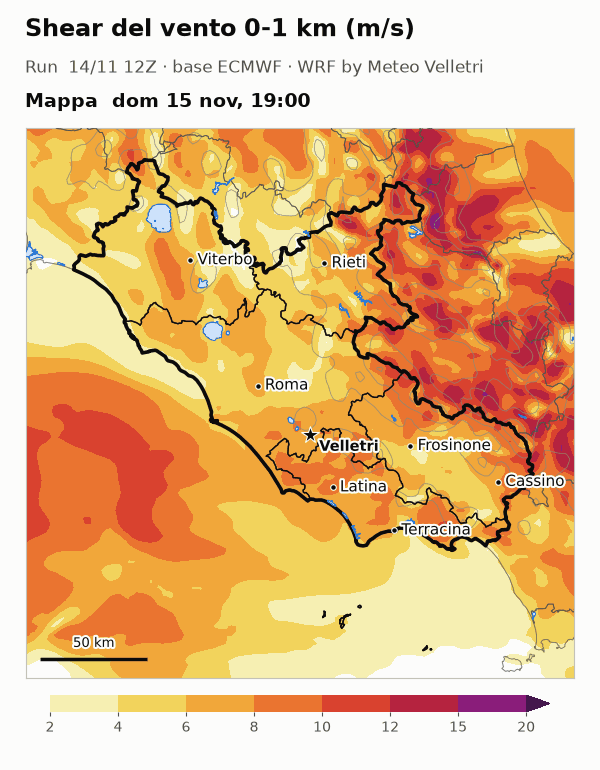 Shear del vento 0-1 km (m/s)
Run  14/11 12Z · base ECMWF · WRF by Meteo Velletri
Mappa  dom 15 nov, 19:00
Viterbo
Rieti
Roma
Velletri
Frosinone
Latina
Cassino
Terracina
50 km
2 4 6 8 10 12 15 20